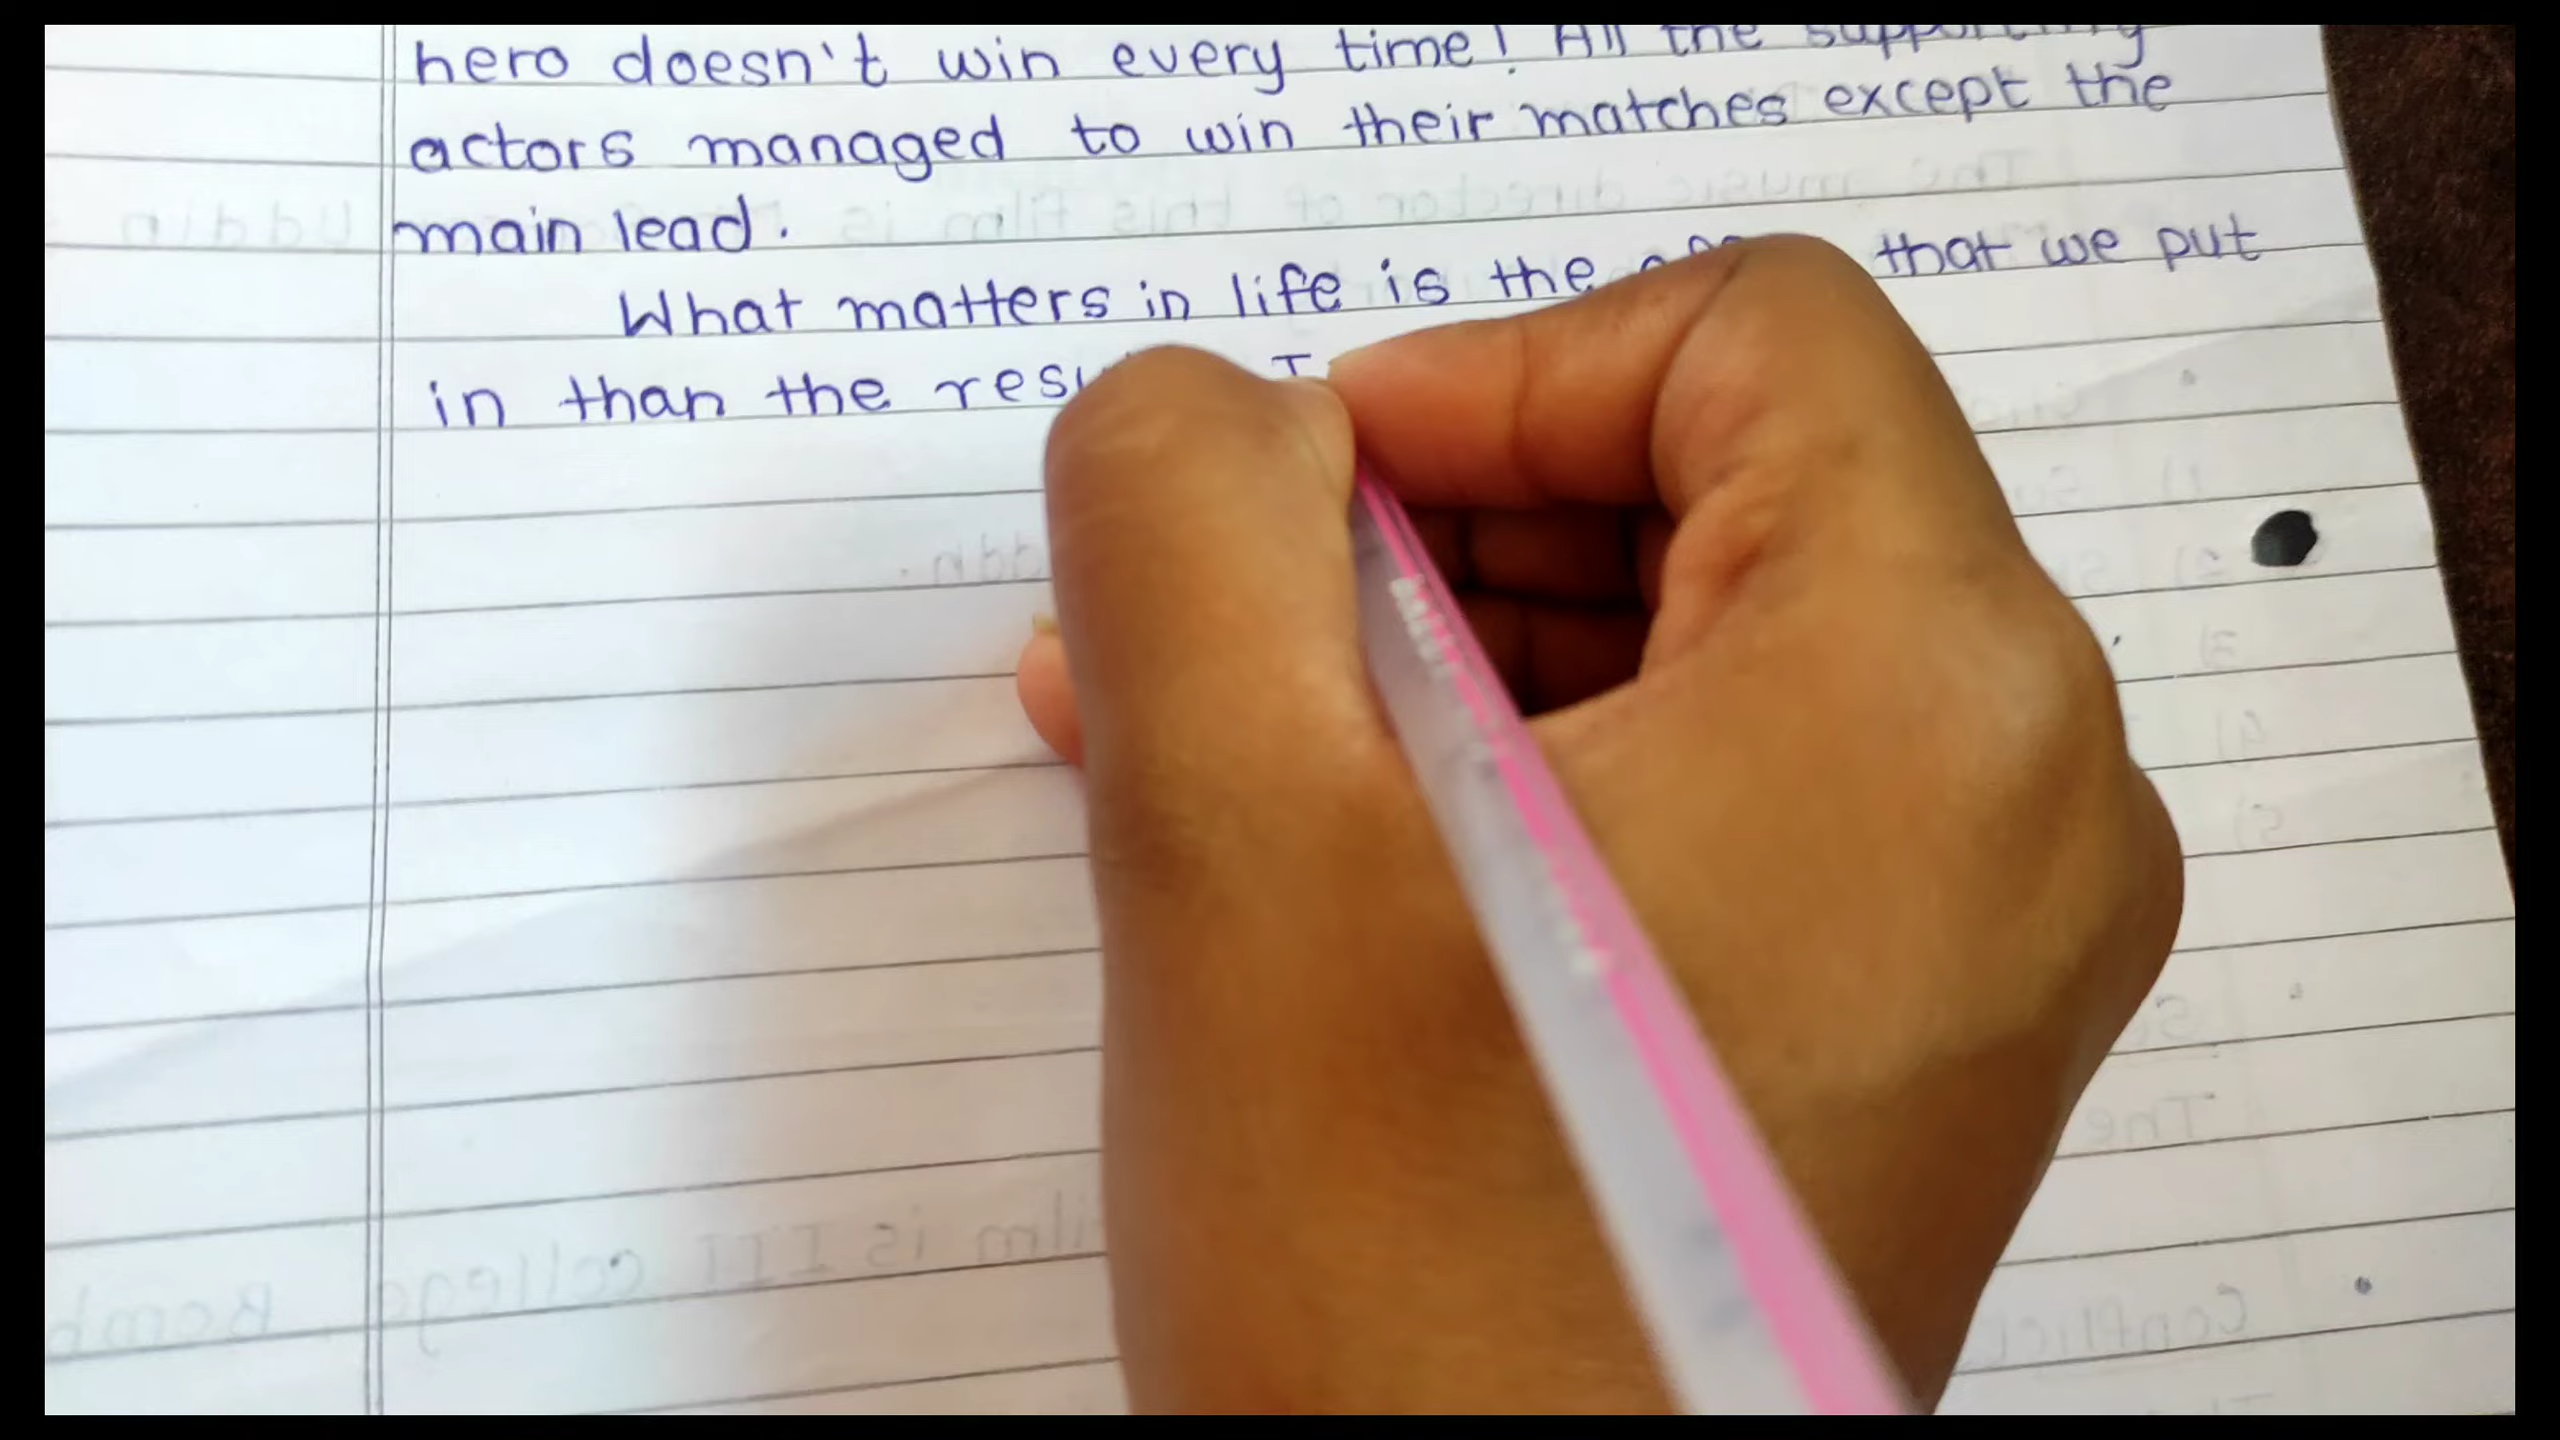 hero doesn't win every time! All the supporting
actors managed to win their matches except the
main lead.
What matters in life is the that we put
in than the